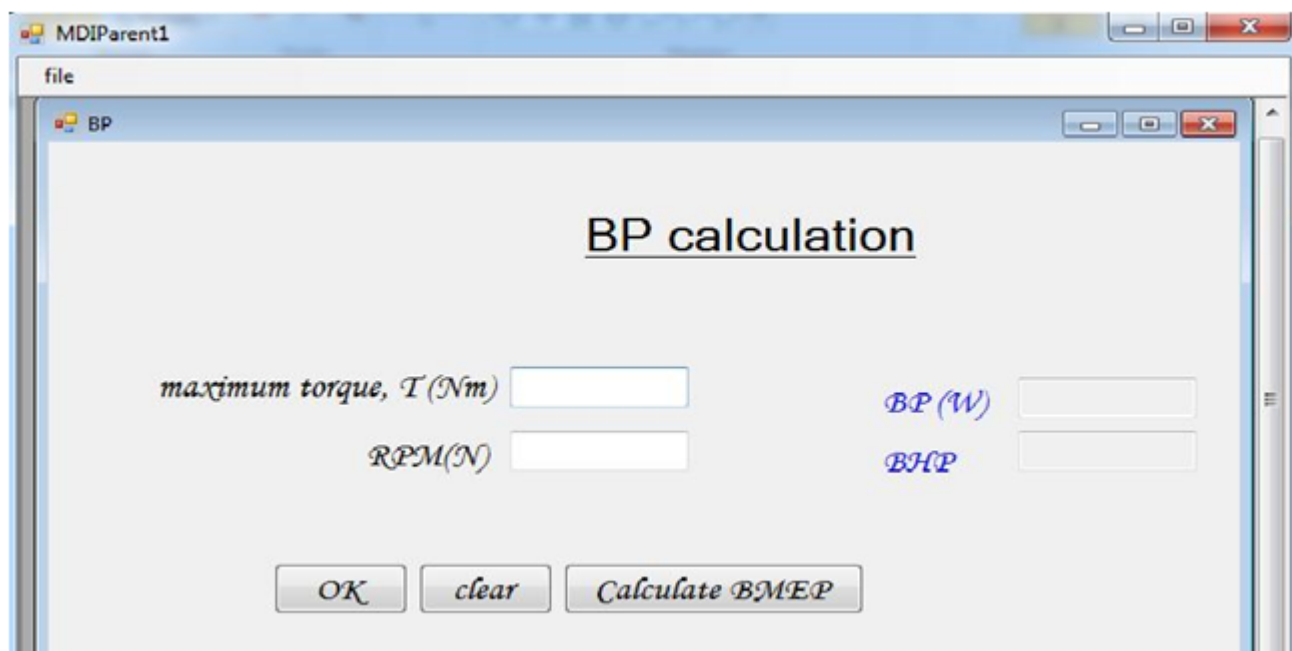 MDIParent1
file
BP
BP calculation
maximum torque, T (Nm)
BP (W)
RPM(N)
BHP
OK clear Calculate BMEP